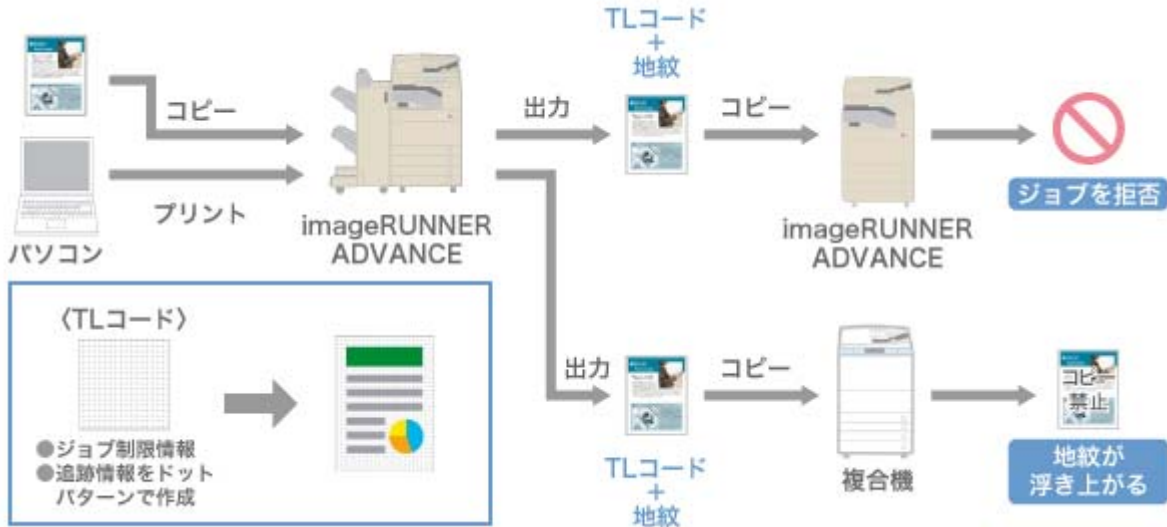 TLコード
+
地紋
コピー
出力
コピー
プリント
パソコン
imageRUNNER
ADVANCE
imageRUNNER
ADVANCE
ジョブを拒否
〈TLコード〉
●ジョブ制限情報
●追跡情報をドット
パターンで作成
出力
コピー
TLコード
+
地紋
複合機
コピー
禁止
地紋が
浮き上がる